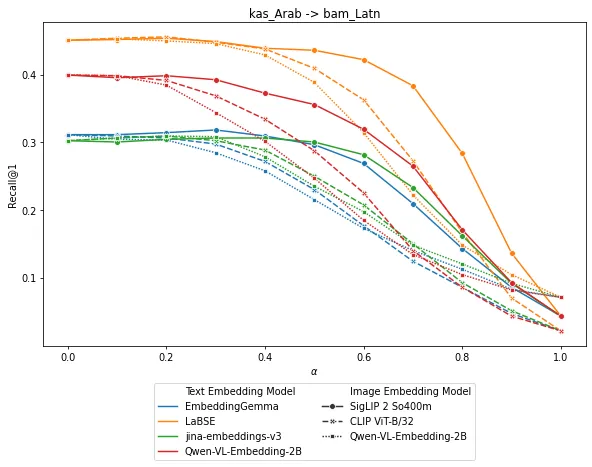 kas_Arab -> bam_Latn
Recall@1
0.4
0.3
0.2
0.1
0.0 0.2 0.4 0.6 0.8 1.0
α
Text Embedding Model Image Embedding Model
EmbeddingGemma SigLIP 2 So400m
LaBSE CLIP ViT-B/32
jina-embeddings-v3 Qwen-VL-Embedding-2B
Qwen-VL-Embedding-2B